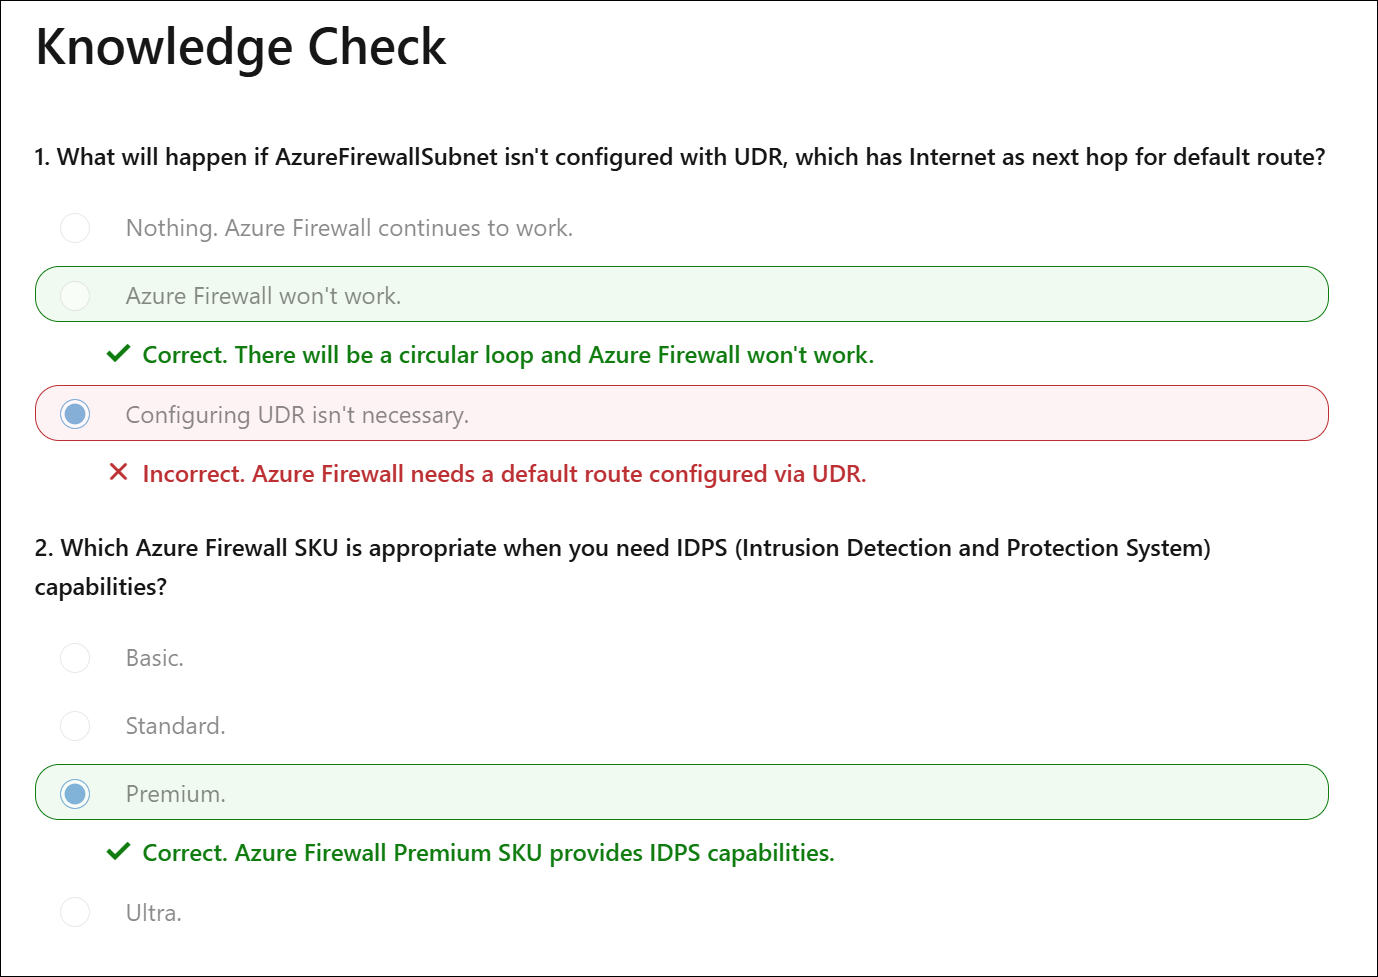 Knowledge Check
1. What will happen if AzureFirewallSubnet isn't configured with UDR, which has Internet as next hop for default route?
Nothing. Azure Firewall continues to work.
Azure Firewall won't work.
Correct. There will be a circular loop and Azure Firewall won't work.
Configuring UDR isn't necessary.
Incorrect. Azure Firewall needs a default route configured via UDR.
2. Which Azure Firewall SKU is appropriate when you need IDPS (Intrusion Detection and Protection System)
capabilities?
Basic.
Standard.
Premium.
Correct. Azure Firewall Premium SKU provides IDPS capabilities.
Ultra.